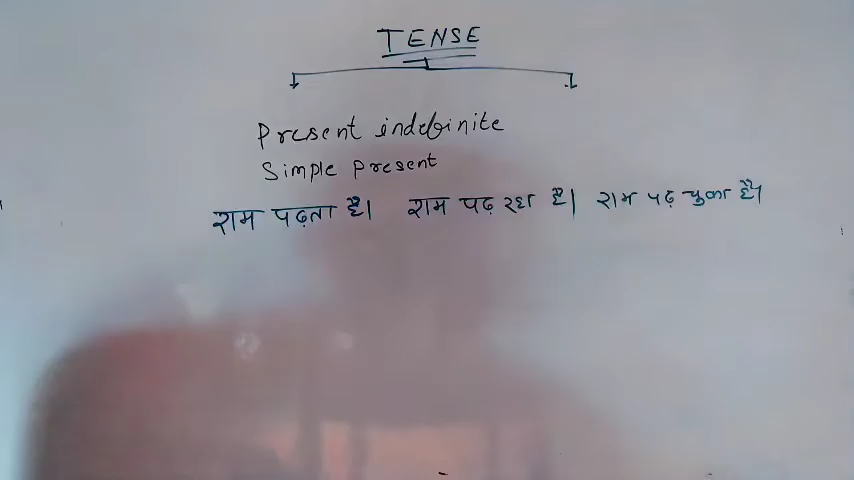 TENSE
Present indefinite
Simple present
राम पढ़ता है। राम पढ़ रहा है। राम पढ़ चुका है।